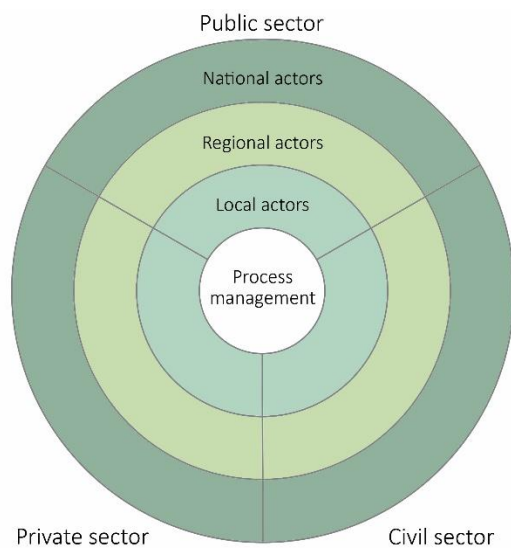 Public sector
National actors
Regional actors
Local actors
Process
management
Private sector
Civil sector